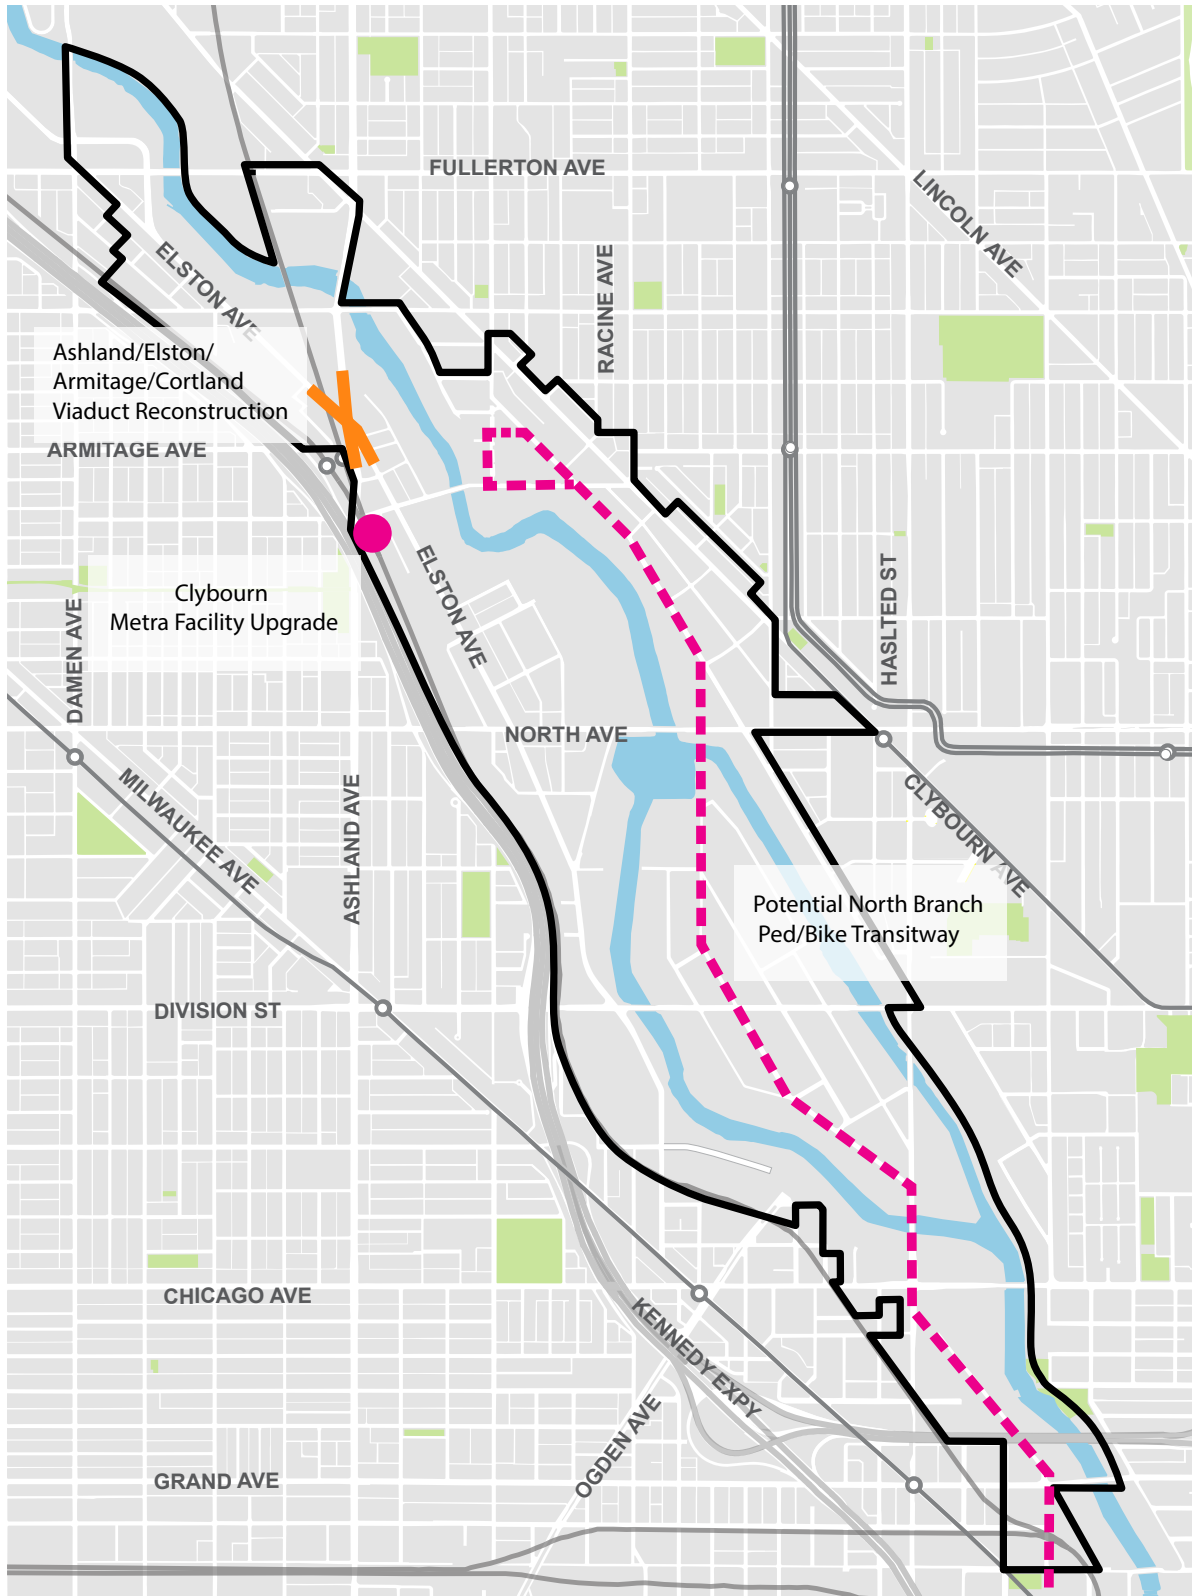 FULLERTON AVE
LINCOLN AVE
RACINE AVE
ELSTON AVE
Ashland/Elston/
Armitage/Cortland
Viaduct Reconstruction
ARMITAGE AVE
ELSTON AVE
HASLTED ST
Clybourn
Metra Facility Upgrade
DAMEN AVE
NORTH AVE
MILWAUKEE AVE
ASHLAND AVE
CLYBOURN AVE
Potential North Branch
Ped/Bike Transitway
DIVISION ST
CHICAGO AVE
KENNEDY EXPY
OGDEN AVE
GRAND AVE